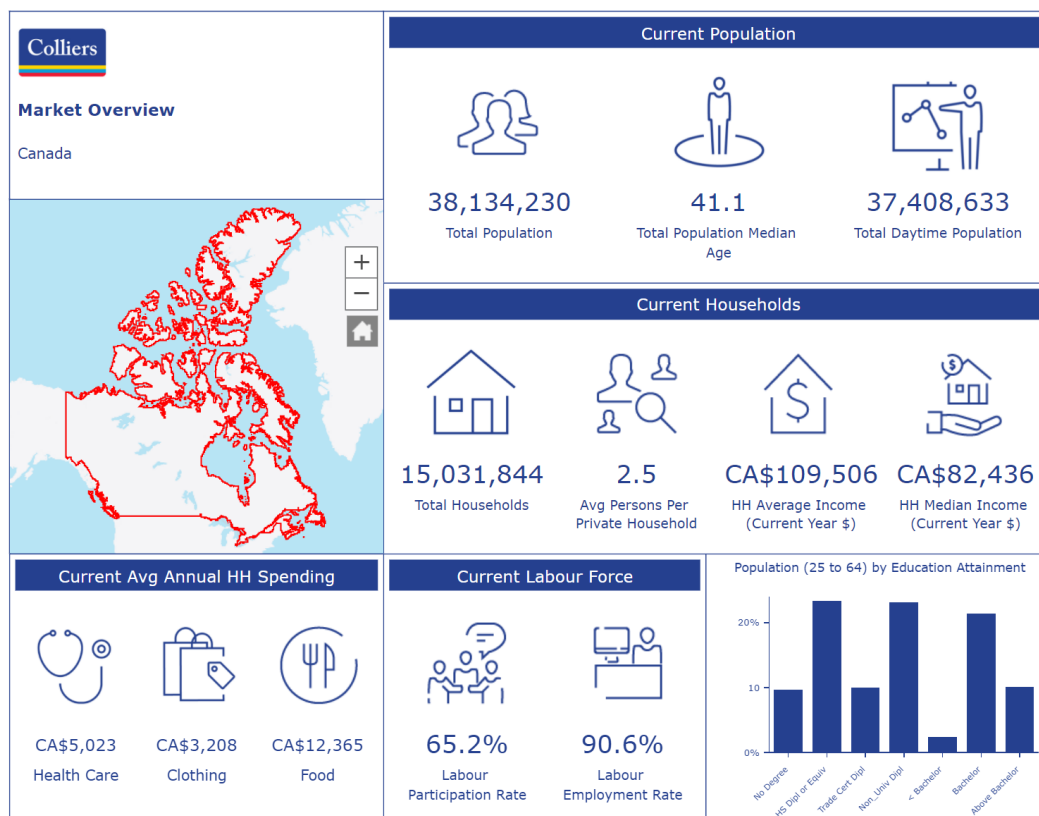 Colliers
Market Overview
Canada
Current Population
38,134,230
Total Population
41.1
Total Population Median
Age
37,408,633
Total Daytime Population
+
−
Current Households
$
$
15,031,844
Total Households
2.5
Avg Persons Per
Private Household
CA$109,506
HH Average Income
(Current Year $)
CA$82,436
HH Median Income
(Current Year $)
Current Avg Annual HH Spending
CA$5,023
Health Care
CA$3,208
Clothing
CA$12,365
Food
Current Labour Force
65.2%
Labour
Participation Rate
90.6%
Labour
Employment Rate
Population (25 to 64) by Education Attainment
20%
10
0%
No Degree
HS Dipl or Equiv
Trade Cert Dipl
Non_Univ Dipl
< Bachelor
Bachelor
Above Bachelor